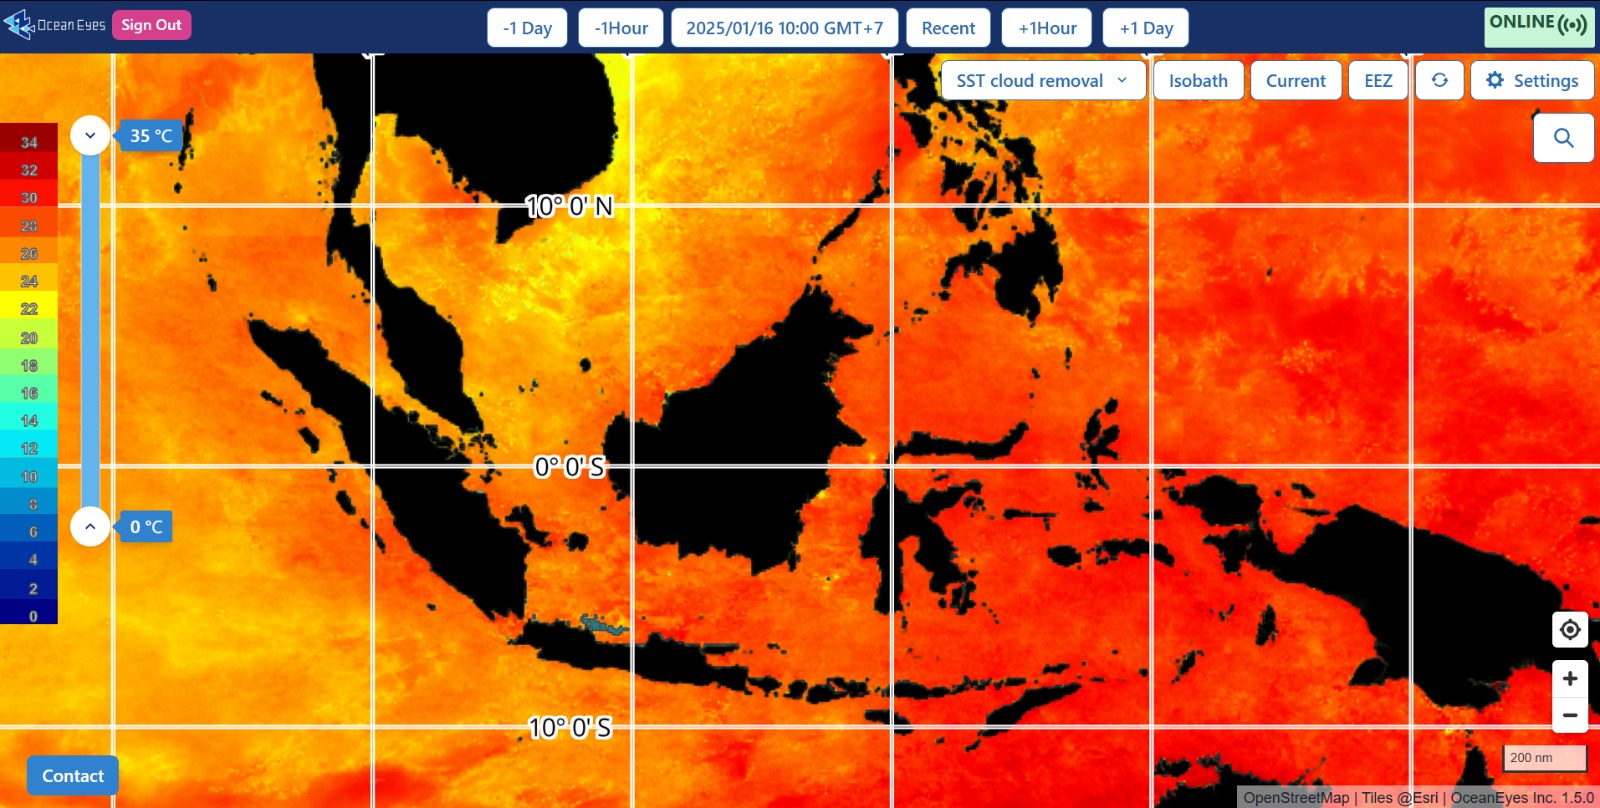 Ocean Eyes
Sign Out
-1 Day
-1Hour
2025/01/16 10:00 GMT+7
Recent
+1Hour
+1 Day
ONLINE
SST cloud removal
Isobath
Current
EEZ
Settings
35 °C
34
32
30
28
26
24
22
20
18
16
14
12
10
8
6
4
2
0
0 °C
10° 0' N
0° 0' S
10° 0' S
Contact
+
−
200 nm
OpenStreetMap | Tiles @Esri | OceanEyes Inc. 1.5.0